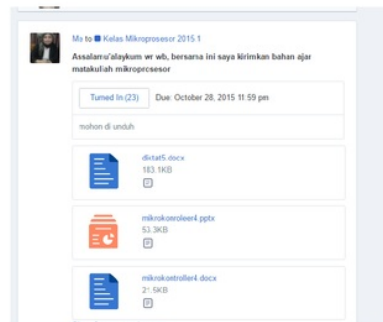 Me to Kelas Mikroprosesor 2015 1
Assalamu'alaykum wr wb, bersama ini saya kirimkan bahan ajar
matakuliah mikroprosesor
Turned In (23) Due: October 28, 2015 11:59 pm
mohon di unduh
diktat5.docx
183.1KB
mikrokonroleer4.pptx
53.3KB
mikrokontroller4.docx
21.5KB